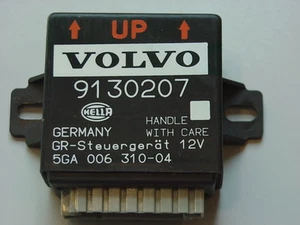 ↑ UP ↑
VOLVO
9130207
HELLA
HANDLE
GERMANY WITH CARE
GR-Steuergerät 12V
5GA 006 310-04